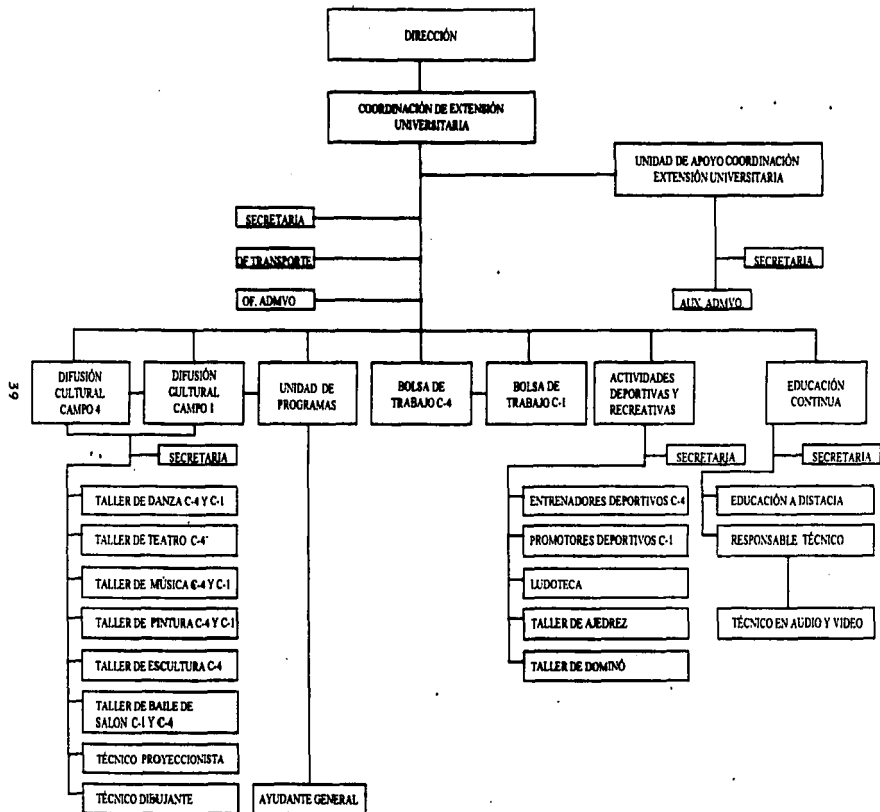 DIRECCIÓN
COORDINACIÓN DE EXTENSIÓN
UNIVERSITARIA
UNIDAD DE APOYO COORDINACIÓN
EXTENSIÓN UNIVERSITARIA
SECRETARIA
OF TRANSPORTE
SECRETARIA
OF. ADMVO
AUX. ADMVO
DIFUSIÓN
CULTURAL
CAMPO 4
DIFUSIÓN
CULTURAL
CAMPO 1
UNIDAD DE
PROGRAMAS
BOLSA DE
TRABAJO C-4
BOLSA DE
TRABAJO C-1
ACTIVIDADES
DEPORTIVAS Y
RECREATIVAS
EDUCACIÓN
CONTINUA
SECRETARIA
TALLER DE DANZA C-4 Y C-1
TALLER DE TEATRO C-4
TALLER DE MÚSICA C-4 Y C-1
TALLER DE PINTURA C-4 Y C-1
TALLER DE ESCULTURA C-4
TALLER DE BAILE DE
SALON C-1 Y C-4
TÉCNICO PROYECCIONISTA
TÉCNICO DIBUJANTE
AYUDANTE GENERAL
SECRETARIA
ENTRENADORES DEPORTIVOS C-4
PROMOTORES DEPORTIVOS C-1
LUDOTECA
TALLER DE AJEDREZ
TALLER DE DOMINÓ
SECRETARIA
EDUCACIÓN A DISTACIA
RESPONSABLE TÉCNICO
TÉCNICO EN AUDIO Y VIDEO
39